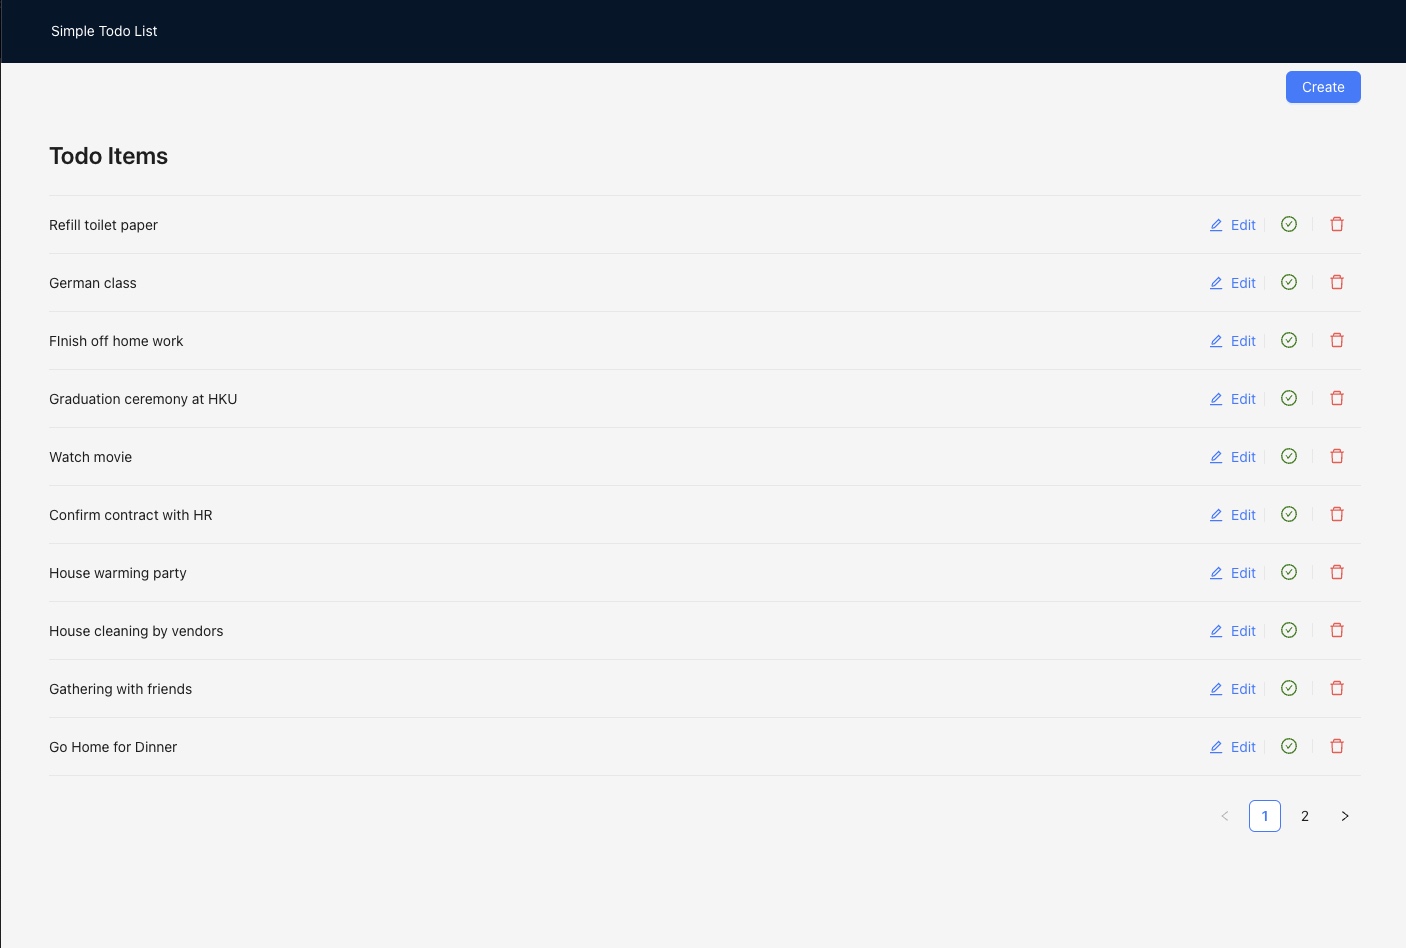 Simple Todo List
Create
Todo Items
Refill toilet paper Edit
German class Edit
FInish off home work Edit
Graduation ceremony at HKU Edit
Watch movie Edit
Confirm contract with HR Edit
House warming party Edit
House cleaning by vendors Edit
Gathering with friends Edit
Go Home for Dinner Edit
1 2